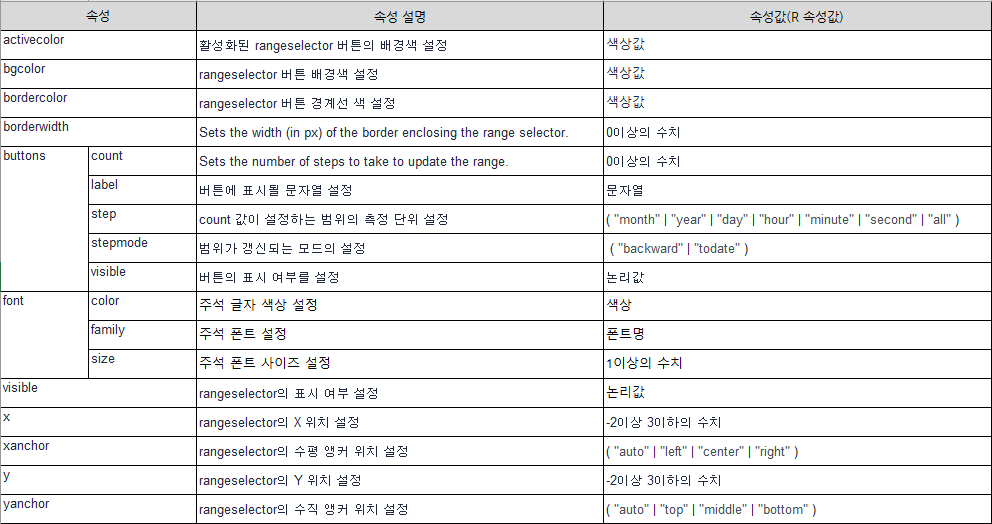 속성 속성 설명 속성값(R 속성값)
activecolor 활성화된 rangeselector 버튼의 배경색 설정 색상값
bgcolor rangeselector 버튼 배경색 설정 색상값
bordercolor rangeselector 버튼 경계선 색 설정 색상값
borderwidth Sets the width (in px) of the border enclosing the range selector. 0이상의 수치
buttons count Sets the number of steps to take to update the range. 0이상의 수치
label 버튼에 표시될 문자열 설정 문자열
step count 값이 설정하는 범위의 측정 단위 설정 ( "month" | "year" | "day" | "hour" | "minute" | "second" | "all" )
stepmode 범위가 갱신되는 모드의 설정 ( "backward" | "todate" )
visible 버튼의 표시 여부를 설정 논리값
font color 주석 글자 색상 설정 색상
family 주석 폰트 설정 폰트명
size 주석 폰트 사이즈 설정 1이상의 수치
visible rangeselector의 표시 여부 설정 논리값
x rangeselector의 X 위치 설정 -2이상 3이하의 수치
xanchor rangeselector의 수평 앵커 위치 설정 ( "auto" | "left" | "center" | "right" )
y rangeselector의 Y 위치 설정 -2이상 3이하의 수치
yanchor rangeselector의 수직 앵커 위치 설정 ( "auto" | "top" | "middle" | "bottom" )